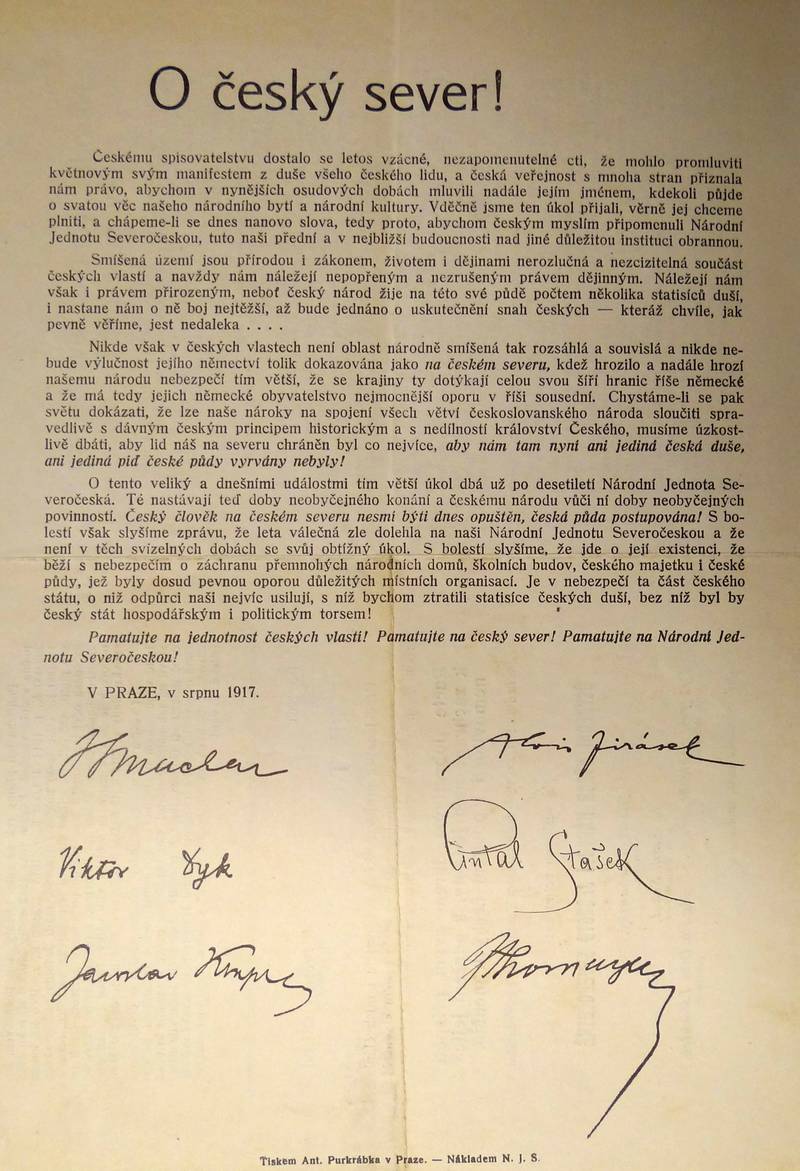 O český sever!
Českému spisovatelstvu dostalo se letos vzácné, nezapomenutelné cti, že mohlo promluviti
květnovým svým manifestem z duše všeho českého lidu, a česká veřejnost s mnoha stran přiznala
nám právo, abychom v nynějších osudových dobách mluvili nadále jejím jménem, kdekoli půjde
o svatou věc našeho národního bytí a národní kultury. Vděčně jsme ten úkol přijali, věrně jej chceme
plniti, a chápeme-li se dnes nanovo slova, tedy proto, abychom českým myslím připomenuli Národní
Jednotu Severočeskou, tuto naši přední a v nejbližší budoucnosti nad jiné důležitou instituci obrannou.
Smíšená území jsou přírodou i zákonem, životem i dějinami nerozlučná a nezcizitelná součást
českých vlastí a navždy nám náležejí nepopřeným a nezrušeným právem dějinným. Náležejí nám
však i právem přirozeným, neboť český národ žije na této své půdě počtem několika statisíců duší,
i nastane nám o ně boj nejtěžší, až bude jednáno o uskutečnění snah českých — kteráž chvíle, jak
pevně věříme, jest nedaleka . . . .
Nikde však v českých vlastech není oblast národně smíšená tak rozsáhlá a souvislá a nikde ne-
bude výlučnost jejího němectví tolik dokazována jako na českém severu, kdež hrozilo a nadále hrozí
našemu národu nebezpečí tím větší, že se krajiny ty dotýkají celou svou šíří hranic říše německé
a že má tedy jejich německé obyvatelstvo nejmocnější oporu v říši sousední. Chystáme-li se pak
světu dokázati, že lze naše nároky na spojení všech větví československého národa sloučiti spra-
vedlivě s dávným českým principem historickým a s nedílností království Českého, musíme úzkost-
livě dbáti, aby lid náš na severu chráněn byl co nejvíce, aby nám tam nyní ani jediná česká duše,
ani jediná píď české půdy vyrvány nebyly!
O tento veliký a dnešními událostmi tím větší úkol dbá už po desetiletí Národní Jednota Se-
veročeská. Té nastávají teď doby neobyčejného konání a českému národu vůči ní doby neobyčejných
povinností. Český člověk na českém severu nesmí býti dnes opuštěn, česká půda postupována! S bo-
lestí však slyšíme zprávu, že leta válečná zle dolehla na naši Národní Jednotu Severočeskou a že
není v těch svízelných dobách se svůj obtížný úkol. S bolestí slyšíme, že jde o její existenci, že
běží s nebezpečím o záchranu přemnohých národních domů, školních budov, českého majetku i české
půdy, jež byly dosud pevnou oporou důležitých místních organisací. Je v nebezpečí ta část českého
státu, o niž odpůrci naši nejvíc usilují, s níž bychom ztratili statisíce českých duší, bez níž byl by
český stát hospodářským i politickým torsem!
Pamatujte na jednotnost českých vlastí! Pamatujte na český sever! Pamatujte na Národní Jed-
notu Severočeskou!
V PRAZE, v srpnu 1917.
Alois Jirásek
Viktor Dyk
Antal Stašek
Jaroslav Kvapil
JThomayer
Tiskem Ant. Purkrábka v Praze. — Nákladem N. J. S.